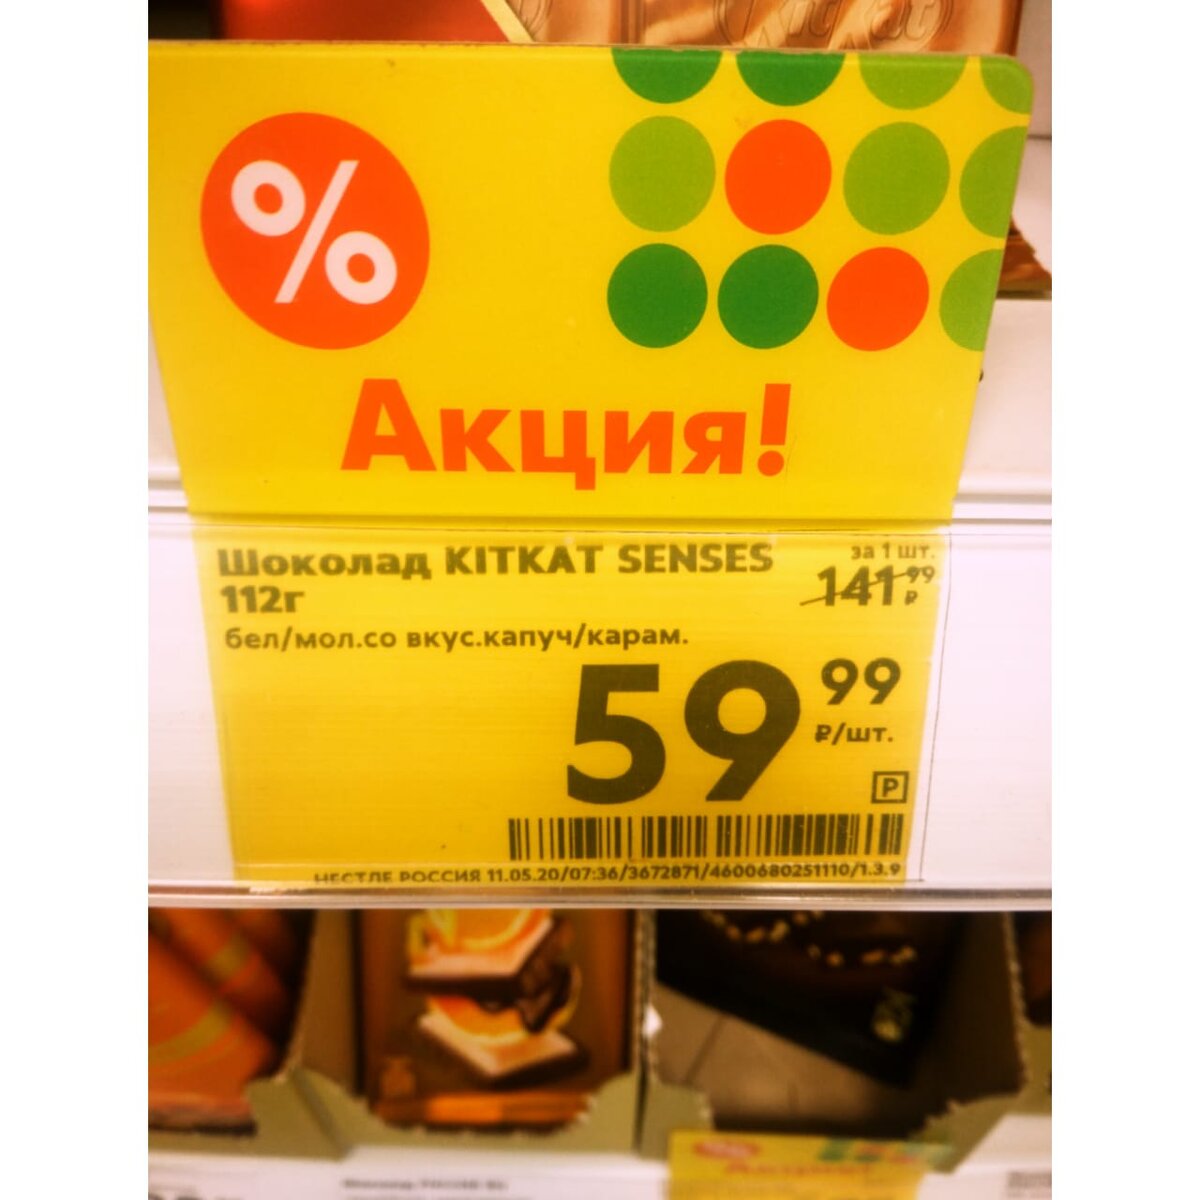 KitKat
%
Акция!
Шоколад KITKAT SENSES
112г
бел/мол.со вкус.капуч/карам.
за 1 шт.
141 99 ₽
59 99
₽/шт.
P
НЕСТЛЕ РОССИЯ 11.05.20/07:36/3672871/4600680251110/1.3.9